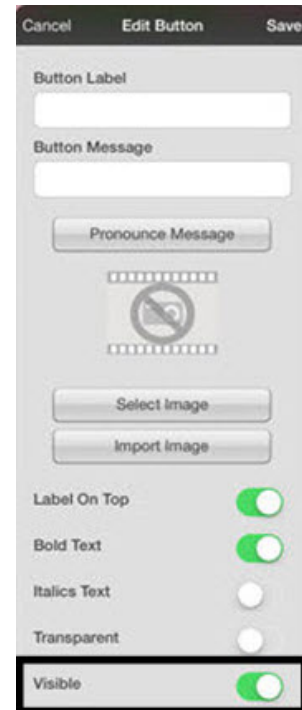 Cancel Edit Button Save
Button Label
Button Message
Pronounce Message
Select Image
Import Image
Label On Top
Bold Text
Italics Text
Transparent
Visible